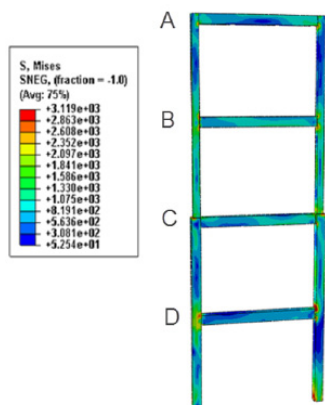 A
S, Mises
SNEG, (fraction = -1.0)
(Avg: 75%)
+3.119e+03
+2.863e+03
+2.608e+03
+2.352e+03
+2.097e+03
+1.841e+03
+1.586e+03
+1.330e+03
+1.075e+03
+8.191e+02
+5.636e+02
+3.081e+02
+5.254e+01
B
C
D